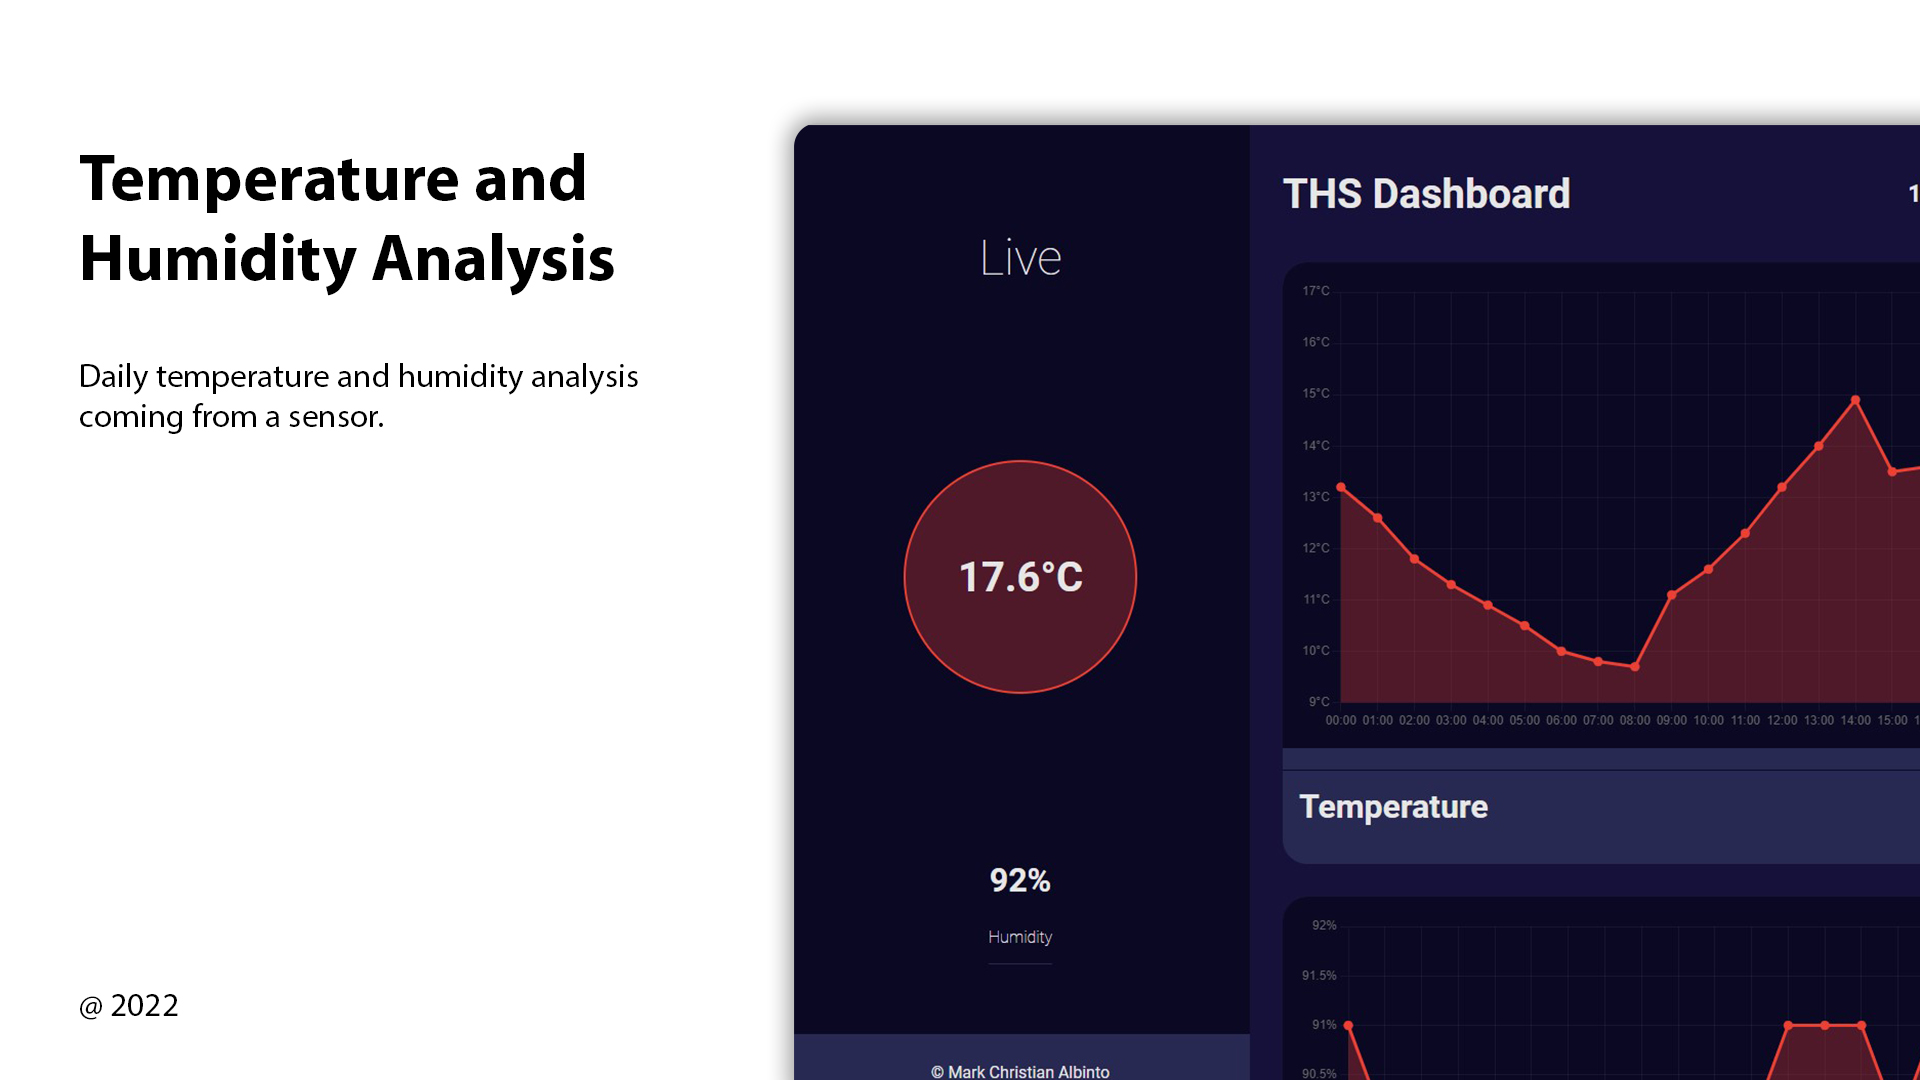 Temperature and
Humidity Analysis
Daily temperature and humidity analysis
coming from a sensor.
@ 2022
Live
17.6°C
92%
Humidity
© Mark Christian Albinto
THS Dashboard
17°C
16°C
15°C
14°C
13°C
12°C
11°C
10°C
9°C
00:00 01:00 02:00 03:00 04:00 05:00 06:00 07:00 08:00 09:00 10:00 11:00 12:00 13:00 14:00 15:00
Temperature
92%
91.5%
91%
90.5%